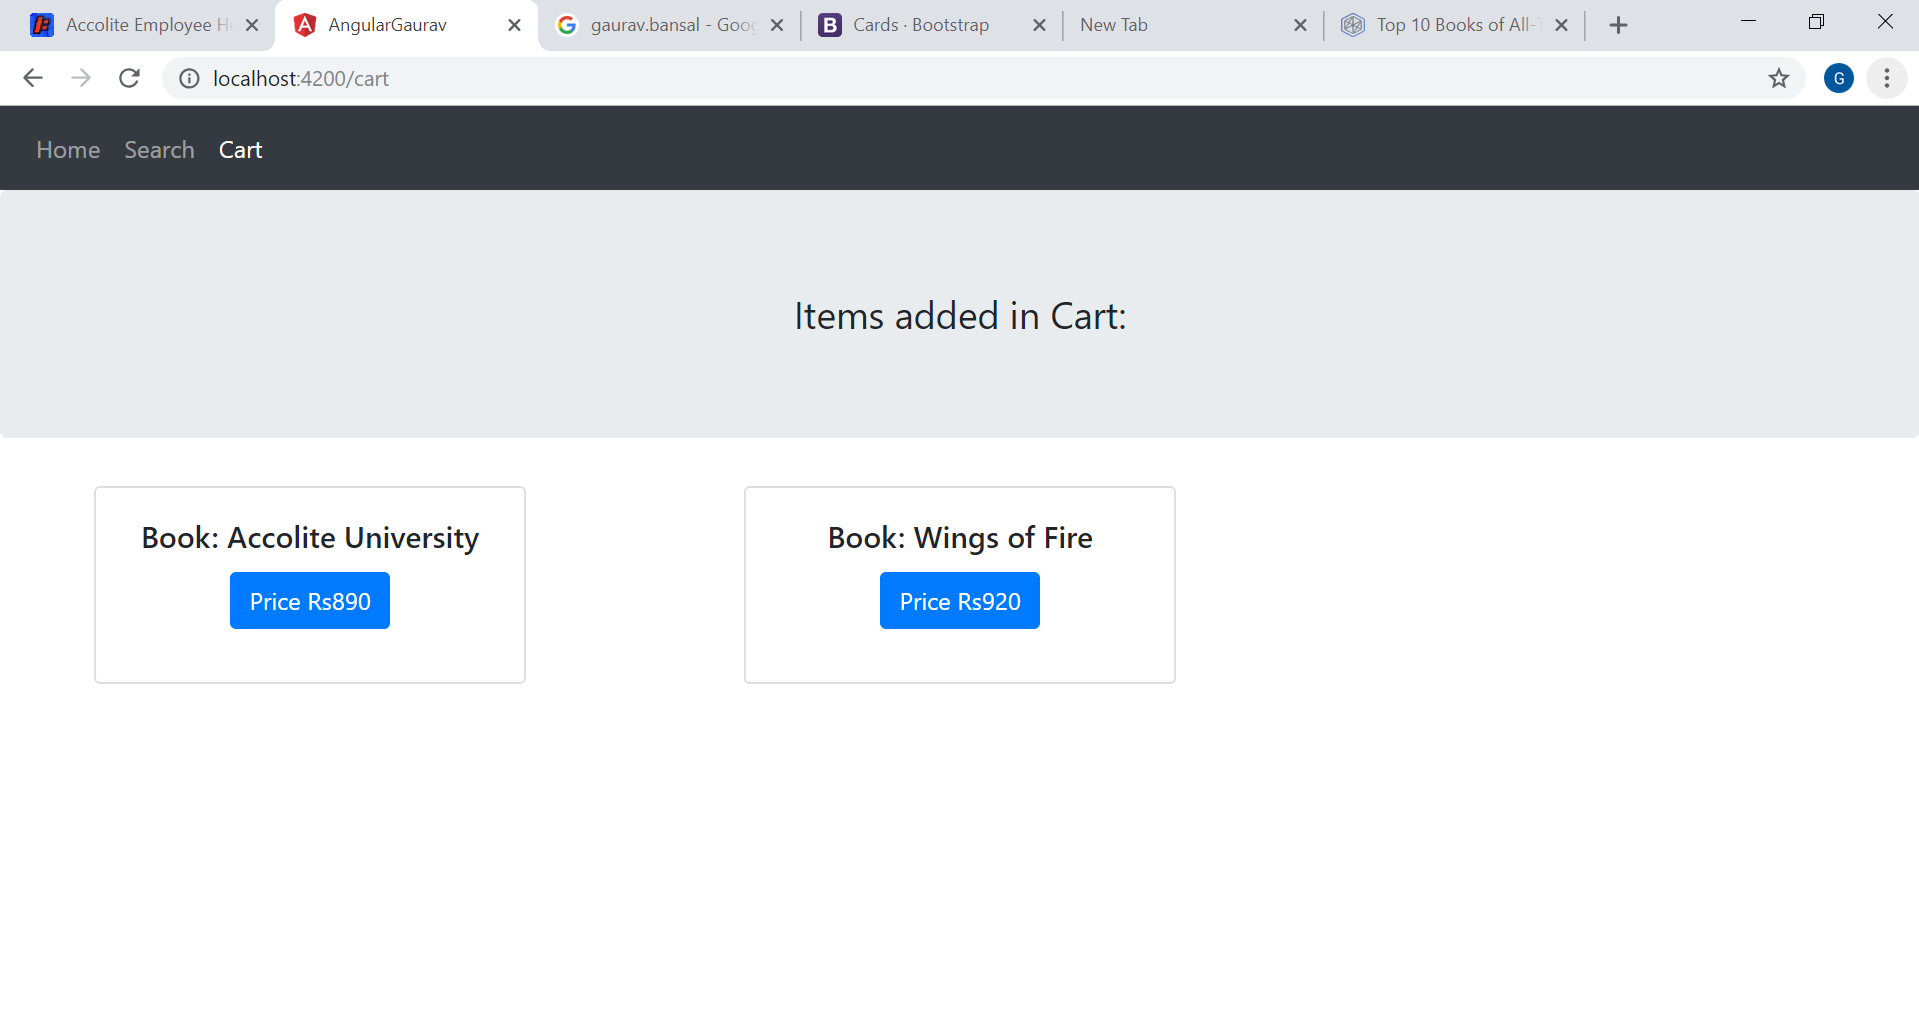 Accolite Employee H
AngularGaurav
gaurav.bansal - Goo
Cards · Bootstrap
New Tab
Top 10 Books of All-
localhost:4200/cart
G
Home Search Cart
Items added in Cart:
Book: Accolite University
Price Rs890
Book: Wings of Fire
Price Rs920